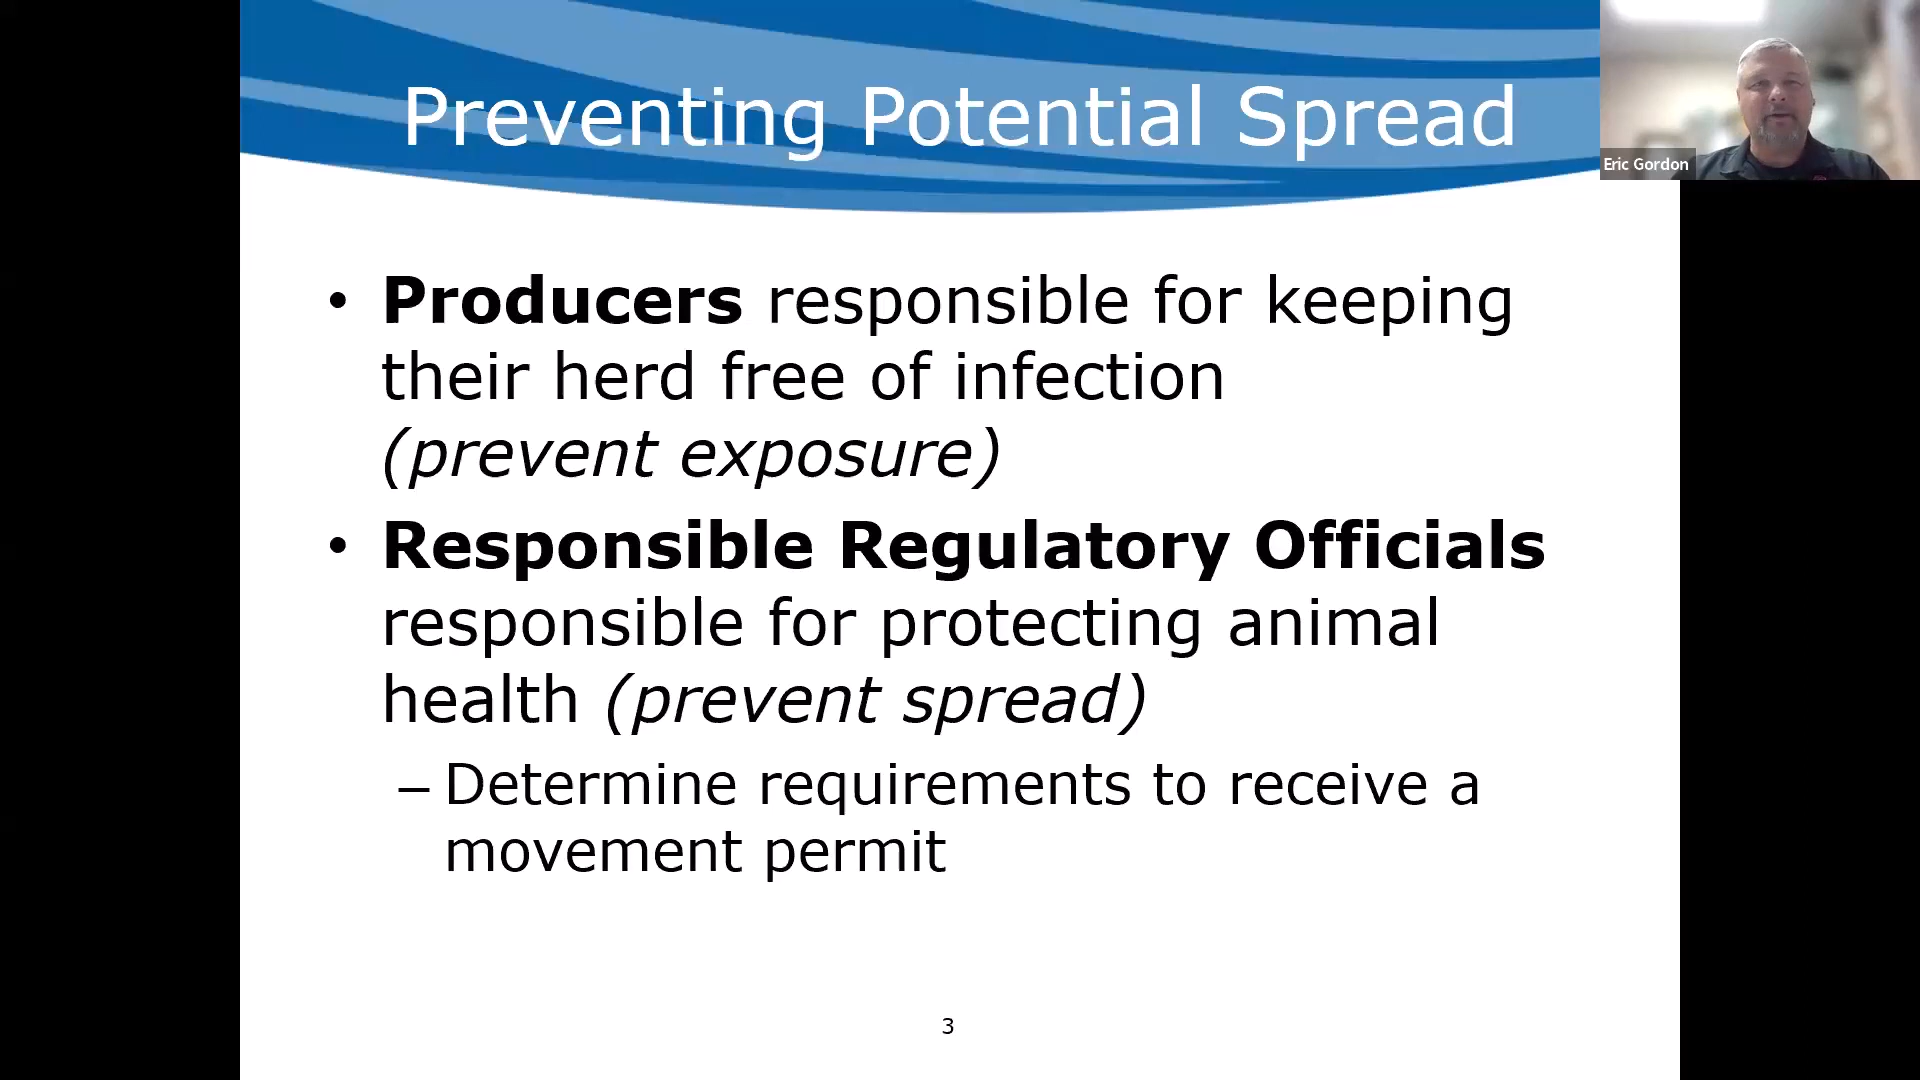 Preventing Potential Spread
Eric Gordon
• Producers responsible for keeping
their herd free of infection
(prevent exposure)
• Responsible Regulatory Officials
responsible for protecting animal
health (prevent spread)
– Determine requirements to receive a
movement permit
3